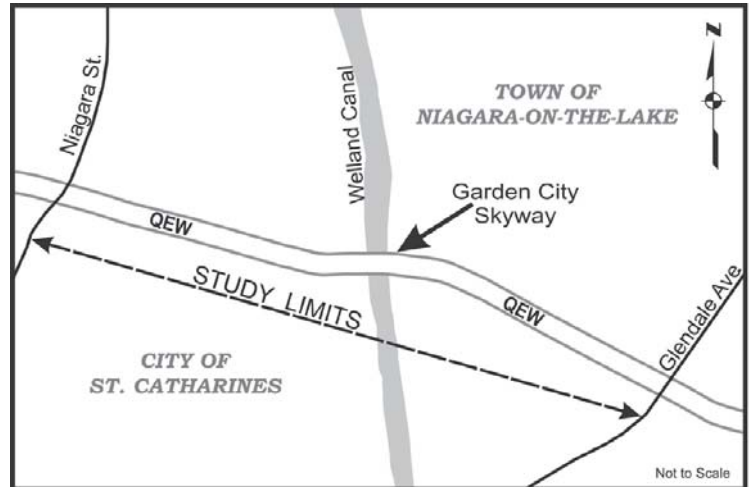 Niagara St.
Welland Canal
TOWN OF
NIAGARA-ON-THE-LAKE
N
Garden City
Skyway
QEW
STUDY LIMITS
QEW
Glendale Ave.
CITY OF
ST. CATHARINES
Not to Scale